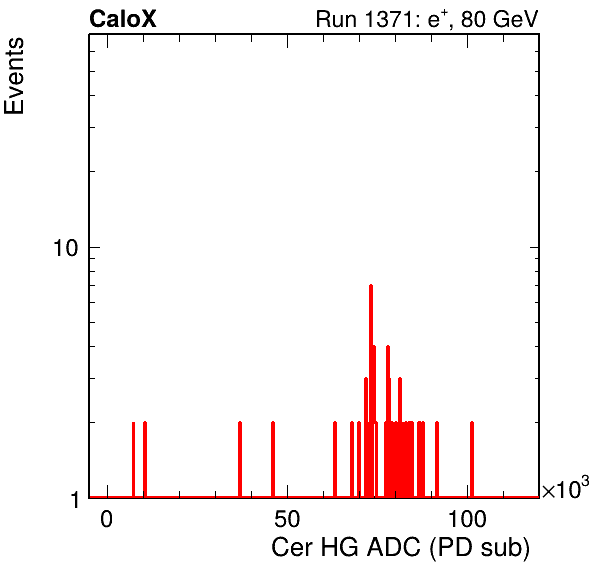 CaloX Run 1371: e⁺, 80 GeV
Events
10
1
0 50 100 ×10³
Cer HG ADC (PD sub)